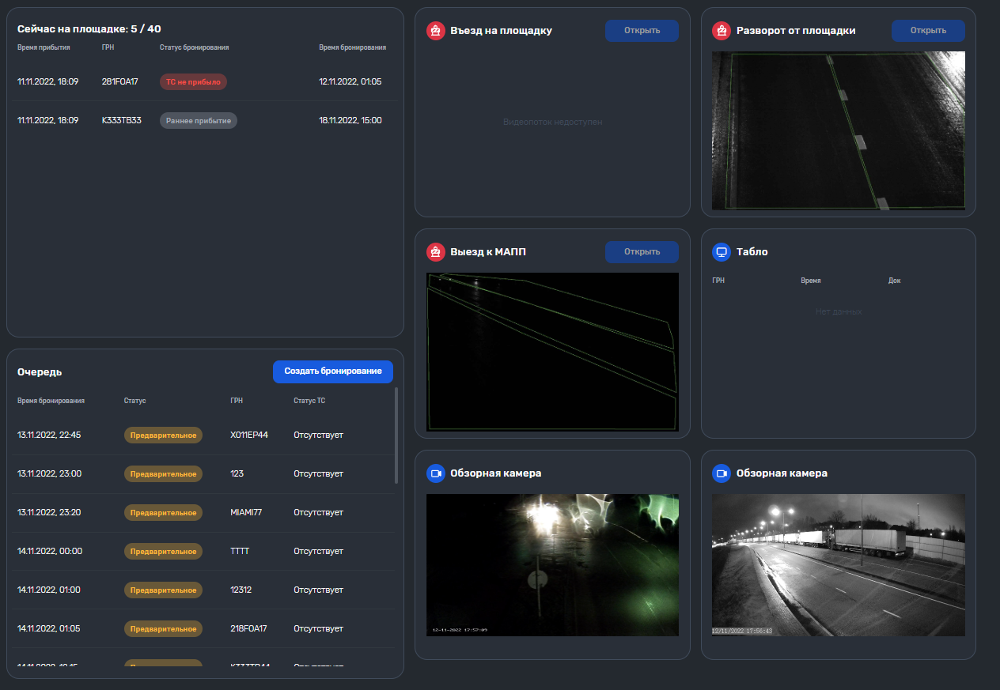 Сейчас на площадке: 5 / 40
Время прибытия ГРН Статус бронирования Время бронирования
11.11.2022, 18:09 281FOA17 ТС не прибыло 12.11.2022, 01:05
11.11.2022, 18:09 K333TB33 Раннее прибытие 18.11.2022, 15:00
Очередь Создать бронирование
Время бронирования Статус ГРН Статус ТС
13.11.2022, 22:45 Предварительное X011EP44 Отсутствует
13.11.2022, 23:00 Предварительное 123 Отсутствует
13.11.2022, 23:20 Предварительное MIAMI77 Отсутствует
14.11.2022, 00:00 Предварительное TTTT Отсутствует
14.11.2022, 01:00 Предварительное 12312 Отсутствует
14.11.2022, 01:05 Предварительное 218FOA17 Отсутствует
Въезд на площадку Открыть
Видеопоток недоступен
Разворот от площадки Открыть
Выезд к МАПП Открыть
Табло
ГРН Время Док
Нет данных
Обзорная камера
12-11-2022 17:57:09
Обзорная камера
12/11/2022 17:56:43